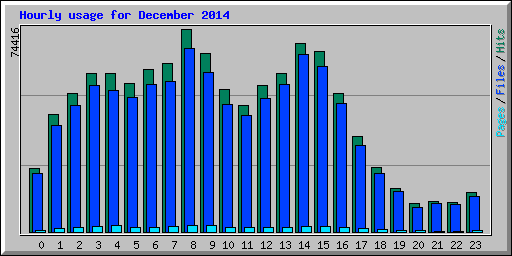 Hourly usage for December 2014
74416
Pages/Files/Hits
0 1 2 3 4 5 6 7 8 9 10 11 12 13 14 15 16 17 18 19 20 21 22 23